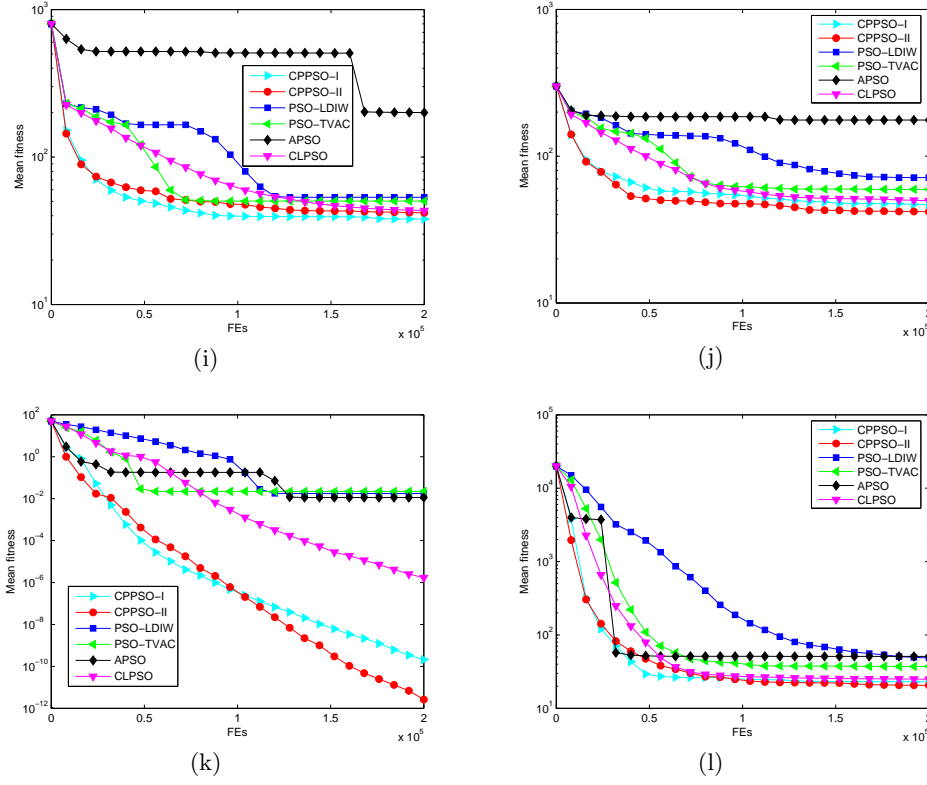 10^3
10^2
10^1
Mean fitness
0
0.5
1
1.5
2
x 10^5
FEs
CPPSO-I
CPPSO-II
PSO-LDIW
PSO-TVAC
APSO
CLPSO
(i)
10^3
10^2
10^1
Mean fitness
0
0.5
1
1.5
2
x 10^5
FEs
CPPSO-I
CPPSO-II
PSO-LDIW
PSO-TVAC
APSO
CLPSO
(j)
10^2
10^0
10^-2
10^-4
10^-6
10^-8
10^-10
10^-12
Mean fitness
0
0.5
1
1.5
2
x 10^5
FEs
CPPSO-I
CPPSO-II
PSO-LDIW
PSO-TVAC
APSO
CLPSO
(k)
10^5
10^4
10^3
10^2
10^1
Mean fitness
0
0.5
1
1.5
2
x 10^5
FEs
CPPSO-I
CPPSO-II
PSO-LDIW
PSO-TVAC
APSO
CLPSO
(l)